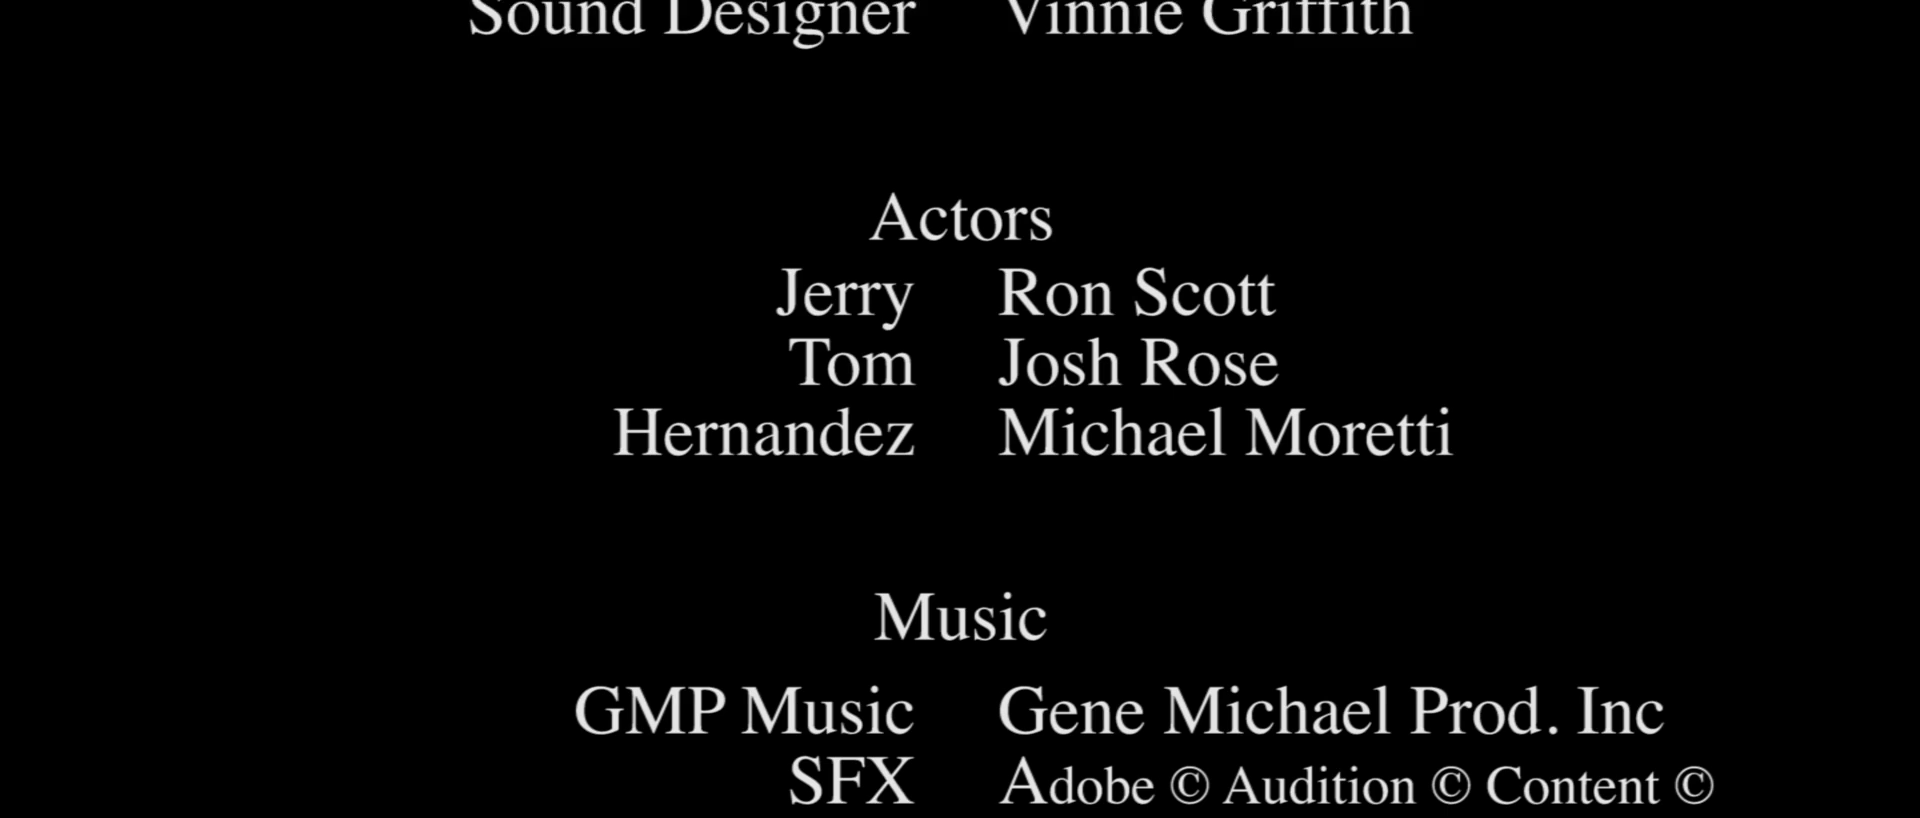 Sound Designer Vinnie Griffith
Actors
Jerry Ron Scott
Tom Josh Rose
Hernandez Michael Moretti
Music
GMP Music Gene Michael Prod. Inc
SFX Adobe © Audition © Content ©